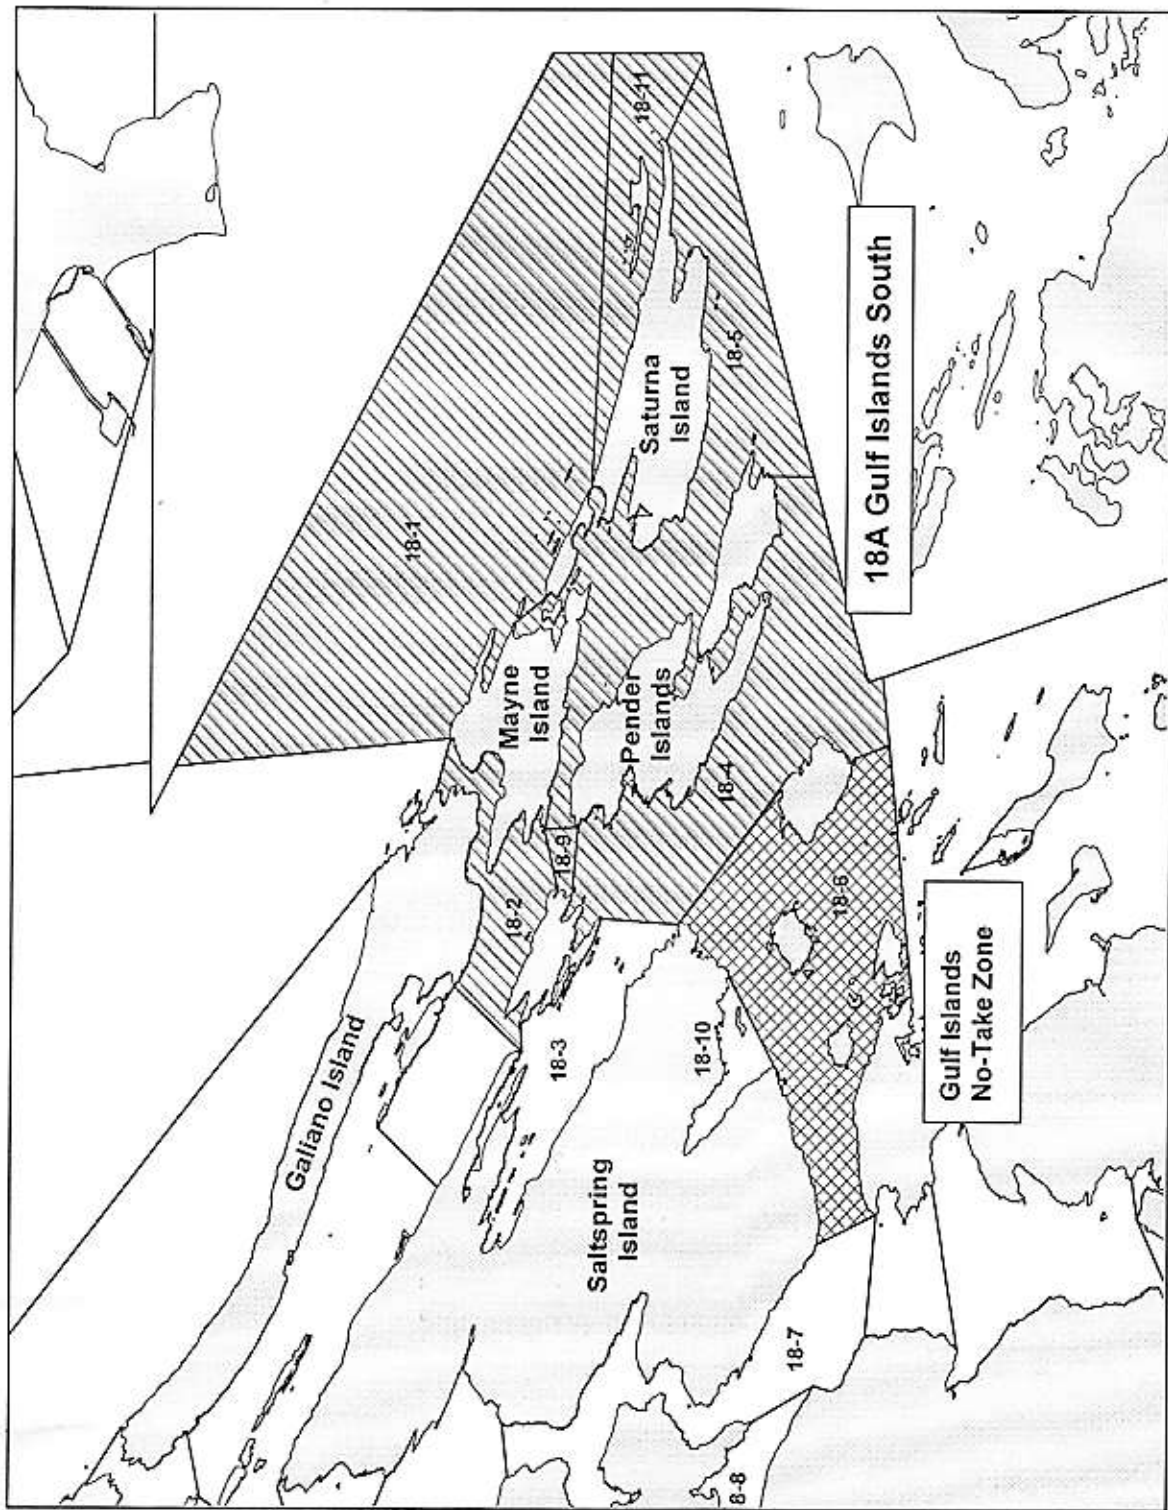 Galiano Island
18-1
18-2
Mayne
Island
18-3
18-9
Saltspring
Island
Pender
Islands
18-11
Saturna
Island
18-10
18-4
18-5
8-8
18-7
18-6
18A Gulf Islands South
Gulf Islands
No-Take Zone